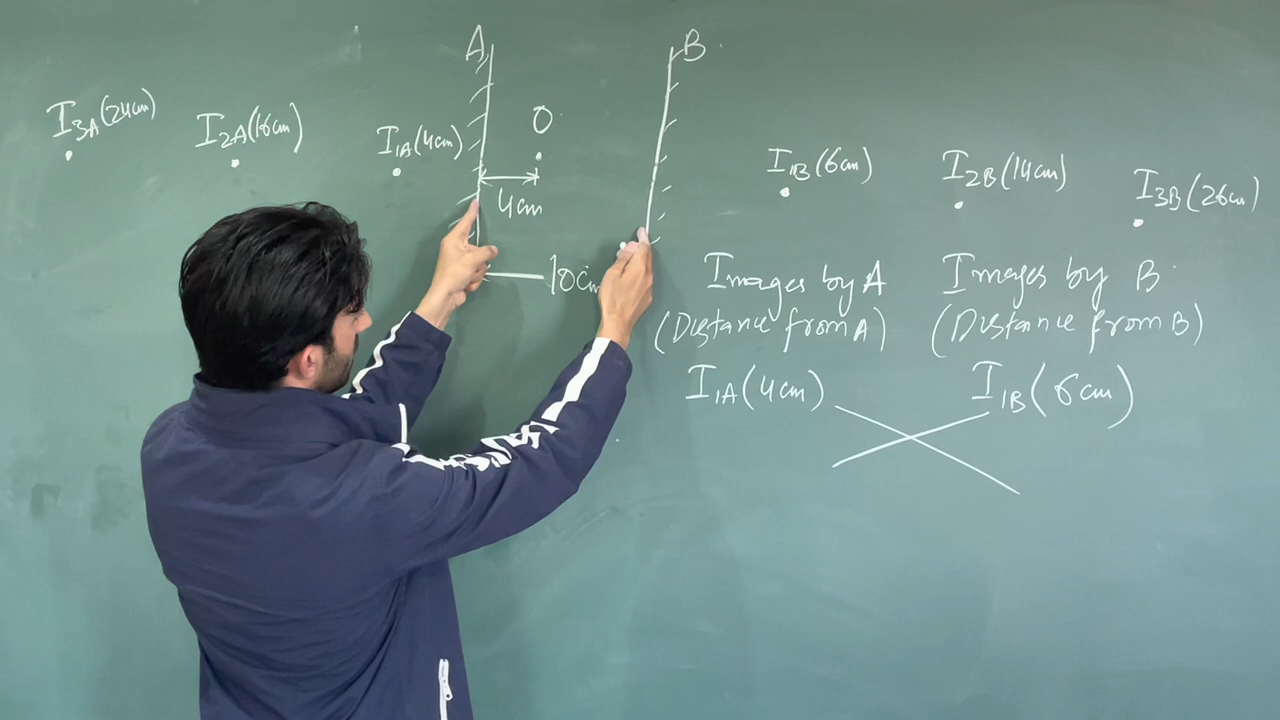 A
B
I3A(24cm)
I2A(16cm)
I1A(4cm)
O
4cm
10cm
I1B(6cm)
I2B(14cm)
I3B(26cm)
Images by A
(Distance from A)
Images by B
(Distance from B)
I1A(4cm)
I1B(6cm)